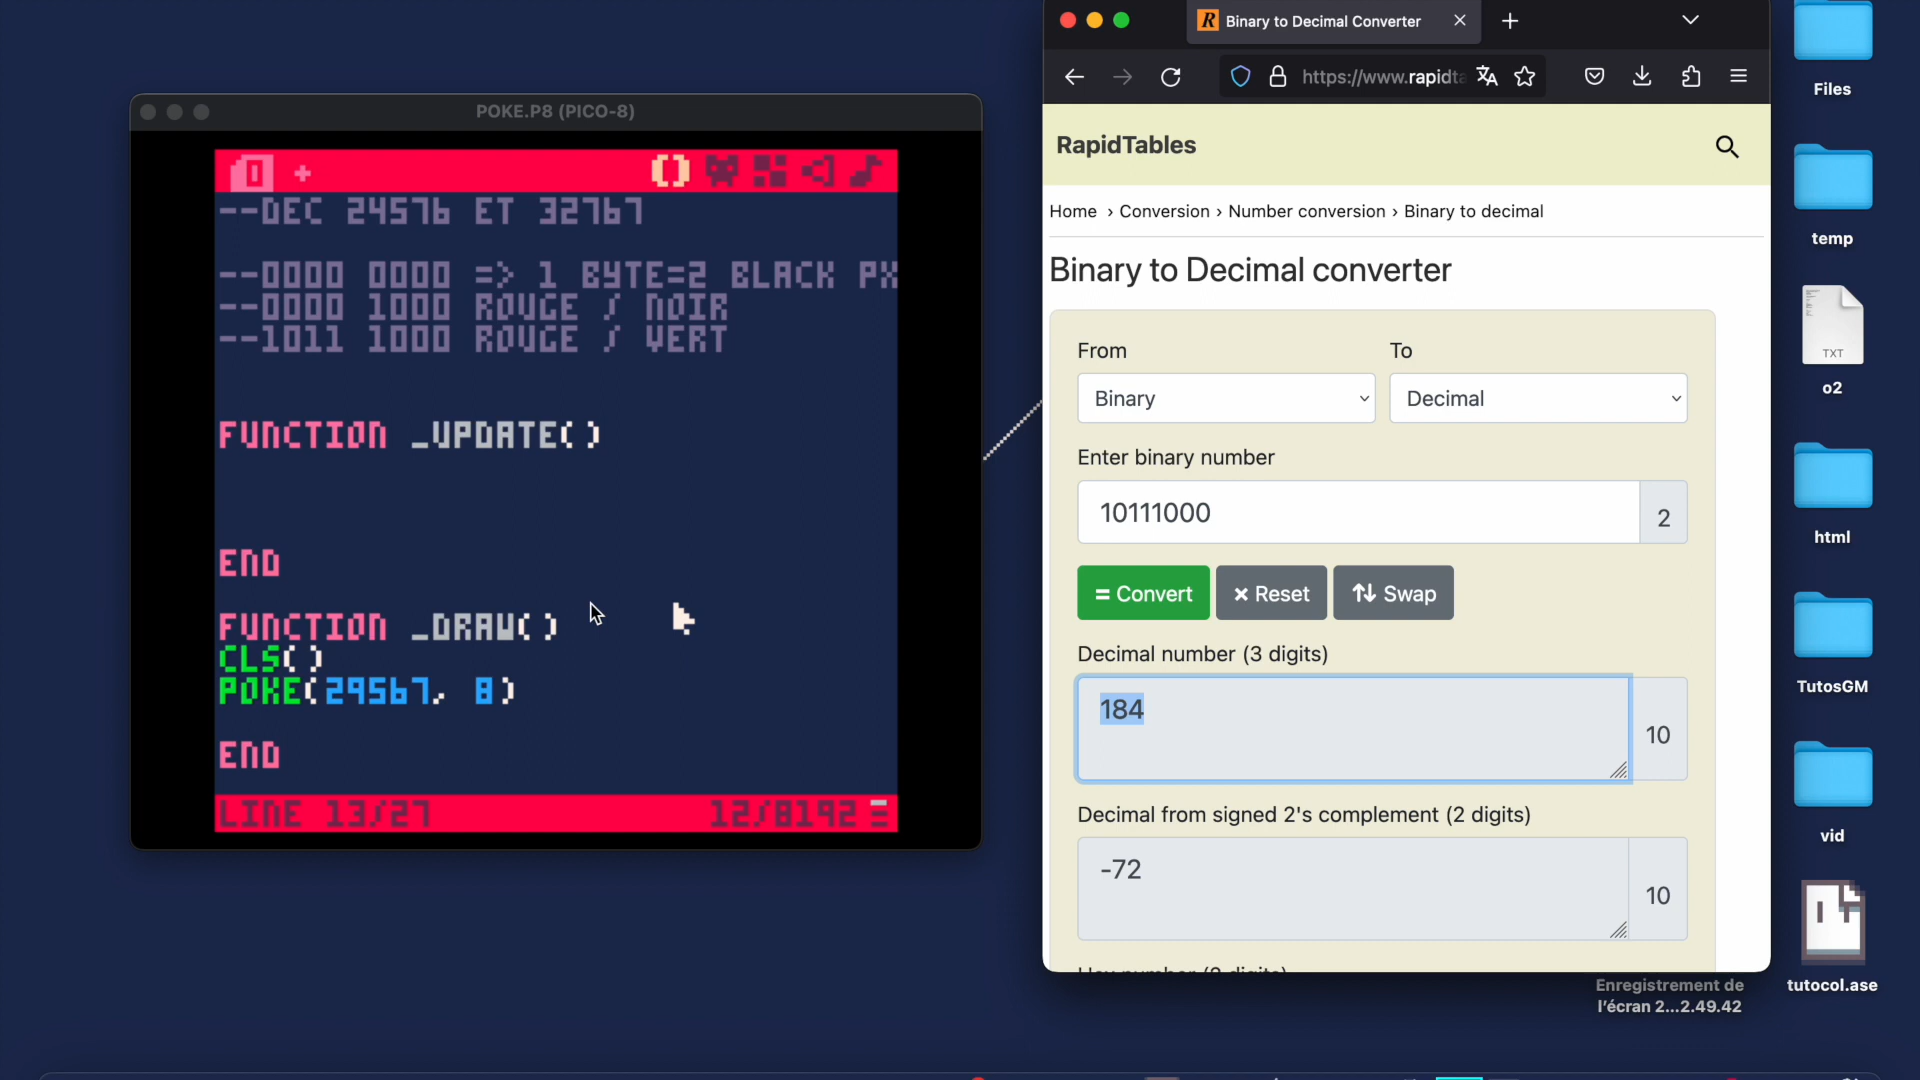 POKE.P8 (PICO-8)
--DEC 24576 ET 32767
--0000 0000 => 1 BYTE=2 BLACK PX
--0000 1000 ROUGE / NOIR
--1011 1000 ROUGE / VERT
FUNCTION _UPDATE()
END
FUNCTION _DRAW()
CLS()
POKE(29567, 8)
END
LINE 13/27 12/8192
Binary to Decimal Converter
https://www.rapidta
RapidTables
Home › Conversion › Number conversion › Binary to decimal
Binary to Decimal converter
From To
Binary Decimal
Enter binary number
10111000 2
= Convert × Reset Swap
Decimal number (3 digits)
184
10
Decimal from signed 2's complement (2 digits)
-72
10
Files
temp
TXT
o2
html
TutosGM
vid
tutocol.ase
Enregistrement de
l’écran 2...2.49.42